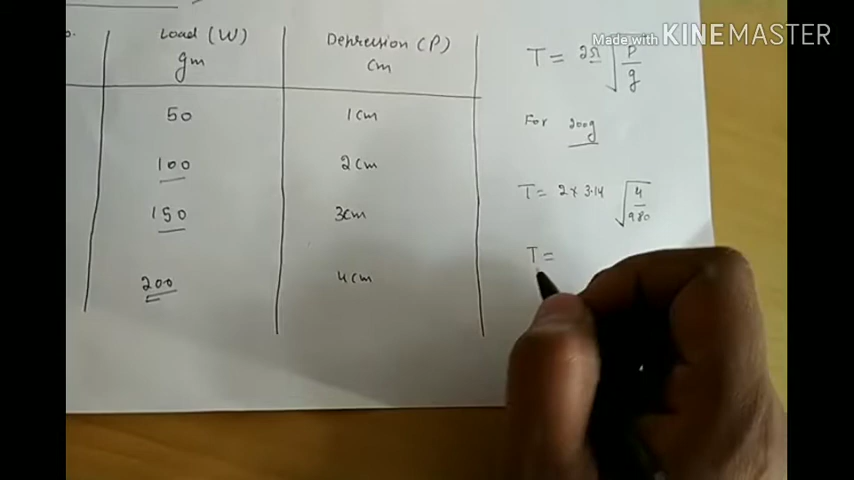 Load (W)
gm
Depression (P)
cm
50
1cm
100
2cm
150
3cm
200
4cm
T = 2π √P/g
For 200g
T = 2 × 3.14 √4/980
T =
Made with KINEMASTER